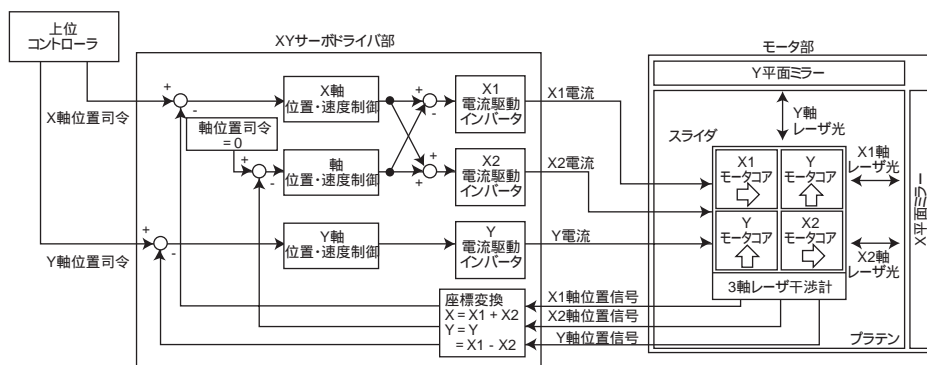 上位
コントローラ
XYサーボドライバ部
モータ部
Y平面ミラー
X軸
位置・速度制御
X1
電流駆動
インバータ
X1電流
X軸位置司令
軸位置司令
= 0
軸
位置・速度制御
X2
電流駆動
インバータ
X2電流
Y軸
レーザ光
スライダ
X1
モータコア
Y
モータコア
X1軸
レーザ光
X平面ミラー
Y軸
位置・速度制御
Y
電流駆動
インバータ
Y電流
Y
モータコア
X2
モータコア
X2軸
レーザ光
Y軸位置司令
3軸レーザ干渉計
座標変換
X = X1 + X2
Y = Y
= X1 - X2
X1軸位置信号
X2軸位置信号
Y軸位置信号
プラテン
+
-
+
-
+
-
+
-
+
+